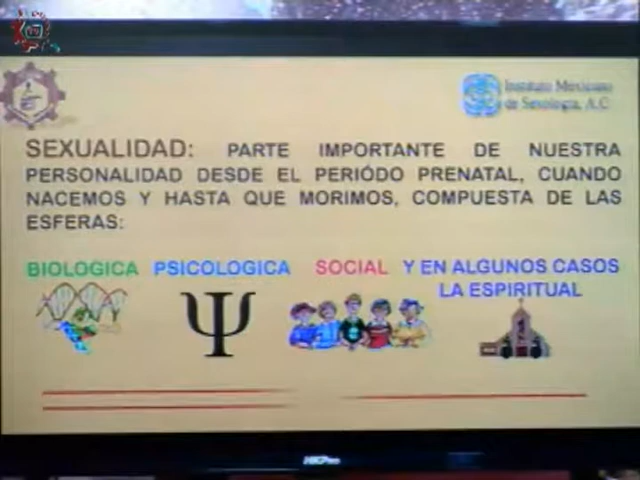 Instituto Mexicano
de Sexología, A.C.
SEXUALIDAD: PARTE IMPORTANTE DE NUESTRA
PERSONALIDAD DESDE EL PERIÓDO PRENATAL, CUANDO
NACEMOS Y HASTA QUE MORIMOS, COMPUESTA DE LAS
ESFERAS:
BIOLOGICA PSICOLOGICA SOCIAL Y EN ALGUNOS CASOS
LA ESPIRITUAL
Ψ